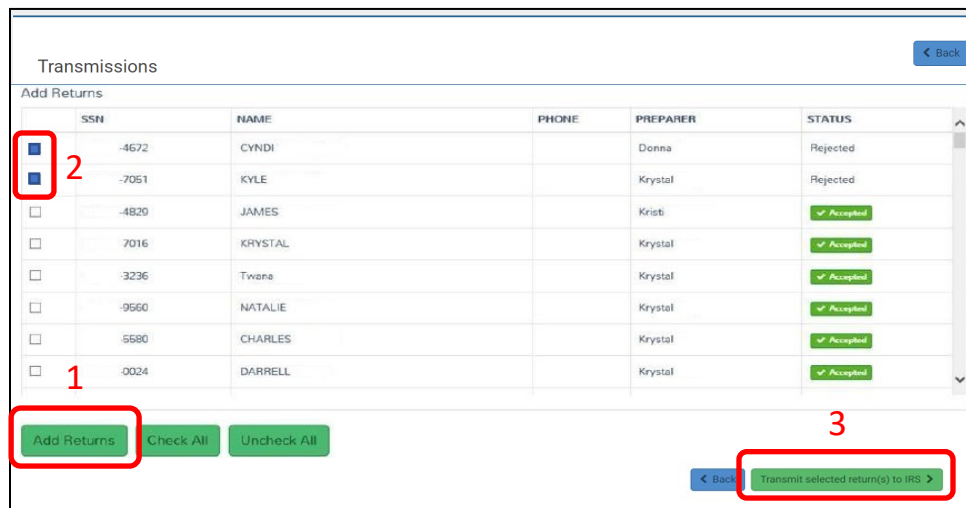 < Back
Transmissions
Add Returns
SSN NAME PHONE PREPARER STATUS
2
-4672 CYNDI Donna Rejected
-7051 KYLE Krystal Rejected
-4829 JAMES Kristi ✓ Accepted
7016 KRYSTAL Krystal ✓ Accepted
-3236 Twana Krystal ✓ Accepted
-9560 NATALIE Krystal ✓ Accepted
-5580 CHARLES Krystal ✓ Accepted
1
-0024 DARRELL Krystal ✓ Accepted
3
Add Returns Check All Uncheck All
< Back Transmit selected return(s) to IRS >